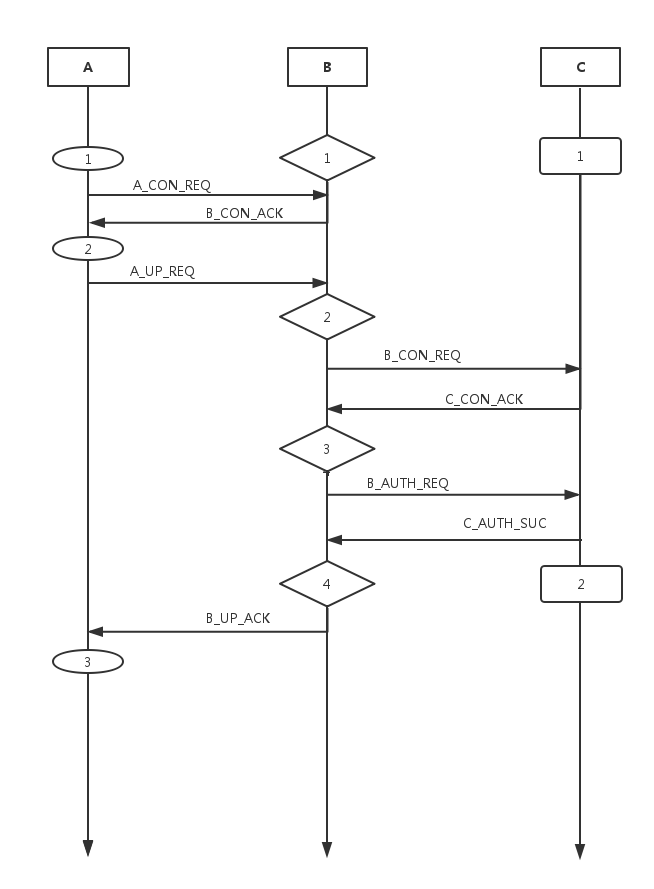 A
B
C
1
1
1
A_CON_REQ
B_CON_ACK
2
A_UP_REQ
2
B_CON_REQ
C_CON_ACK
3
B_AUTH_REQ
C_AUTH_SUC
4
2
B_UP_ACK
3